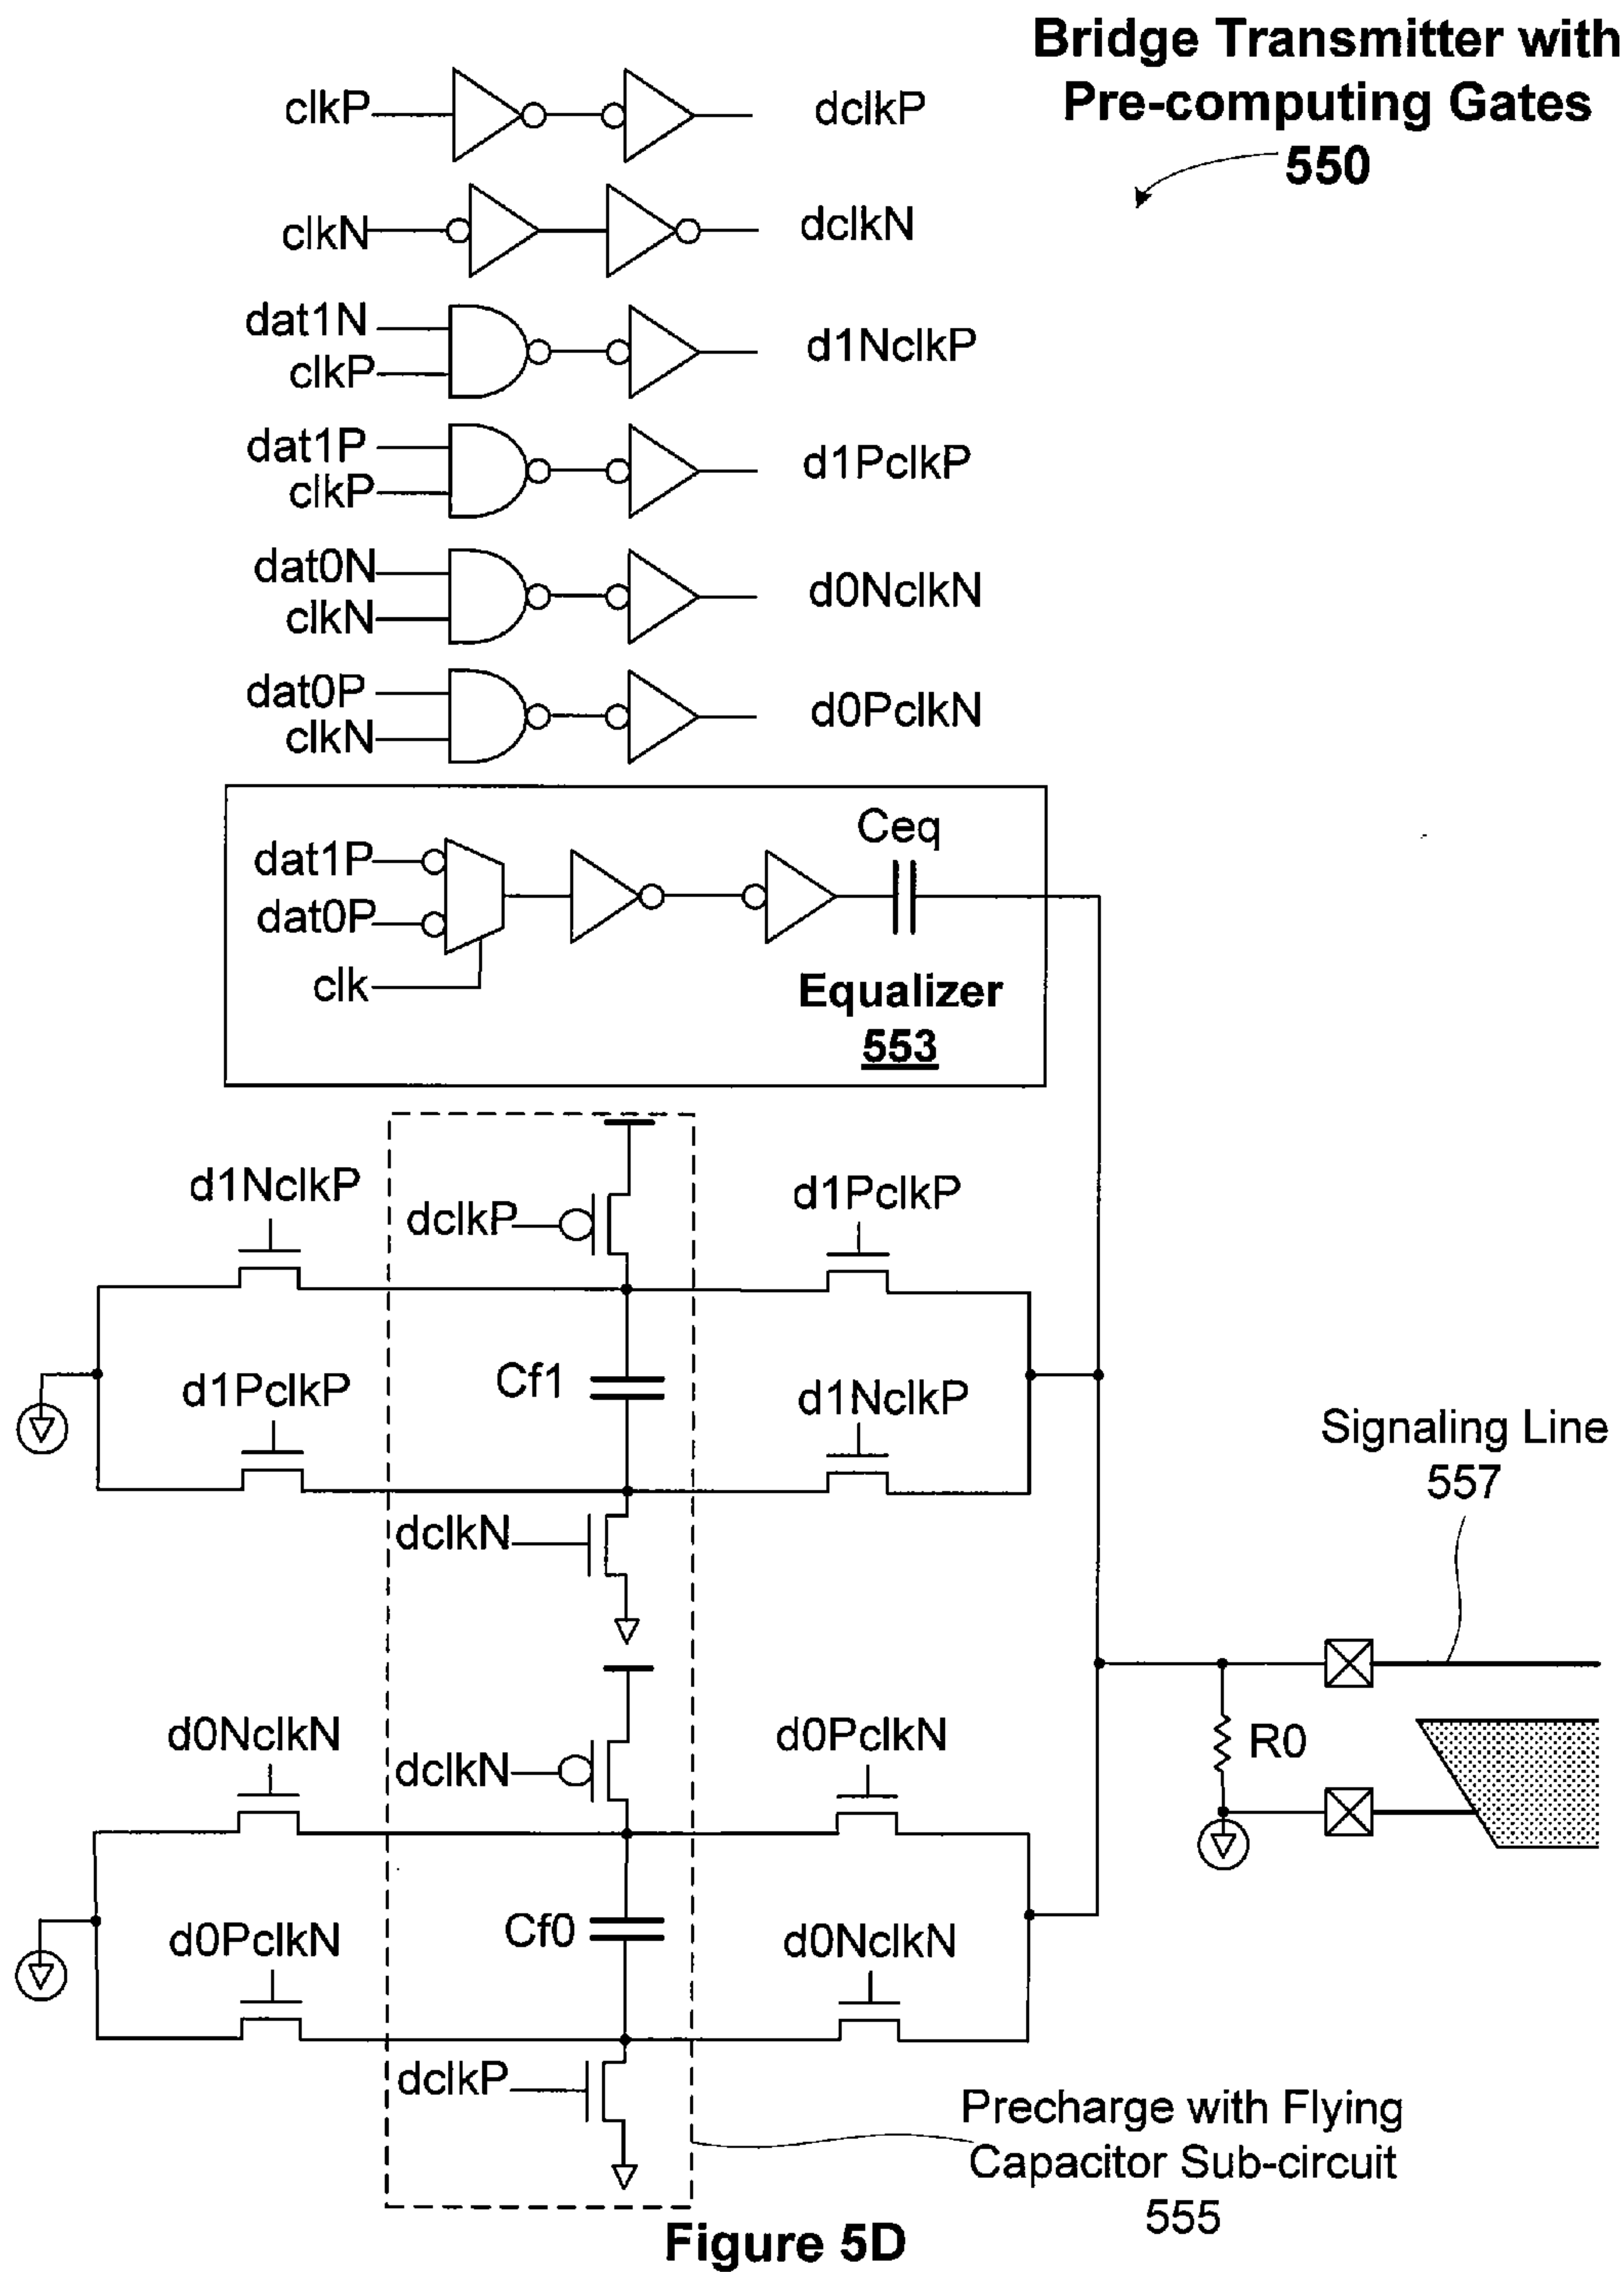 Bridge Transmitter with
Pre-computing Gates
550
clkP
dclkP
clkN
dclkN
dat1N
clkP
d1NclkP
dat1P
clkP
d1PclkP
dat0N
clkN
d0NclkN
dat0P
clkN
d0PclkN
Ceq
dat1P
dat0P
clk
Equalizer
553
d1NclkP
dclkP
d1PclkP
d1PclkP
Cf1
d1NclkP
dclkN
Signaling Line
557
d0NclkN
dclkN
d0PclkN
R0
d0PclkN
Cf0
d0NclkN
dclkP
Precharge with Flying
Capacitor Sub-circuit
555
Figure 5D